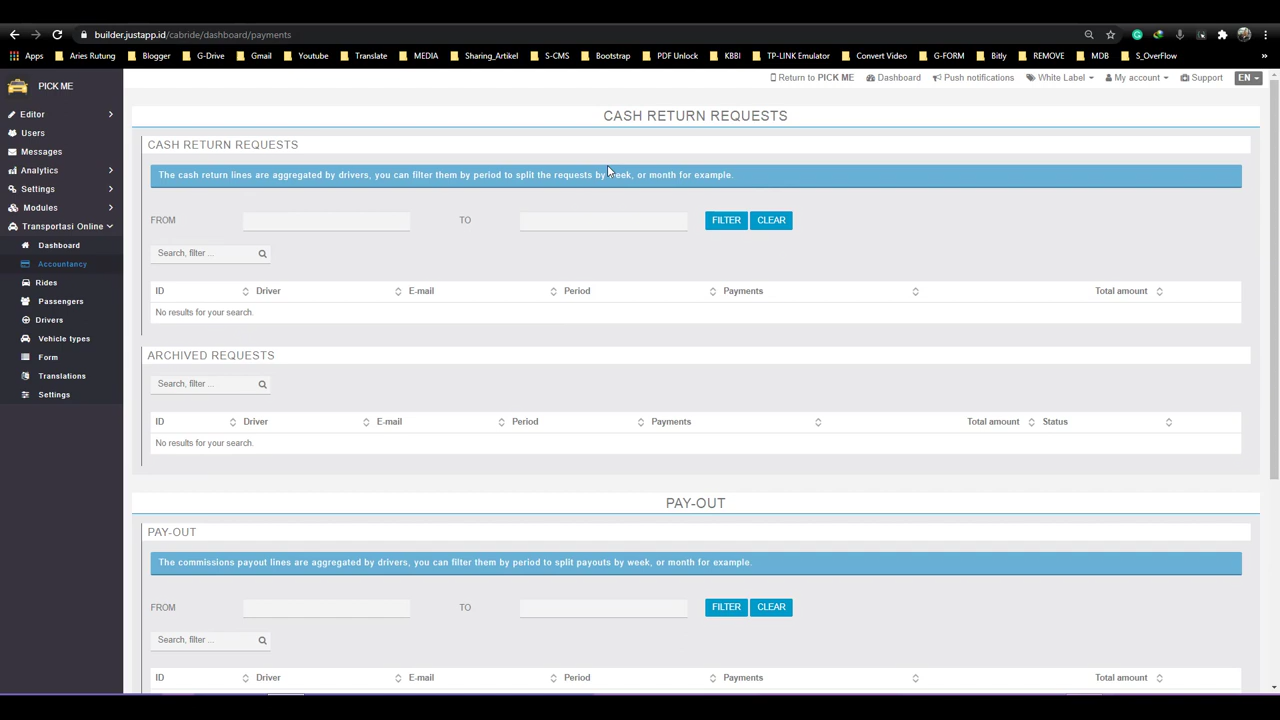 builder.justapp.id/cabride/dashboard/payments
Apps Aries Rutung Blogger G-Drive Gmail Youtube Translate MEDIA Sharing_Artikel S-CMS Bootstrap PDF Unlock KBBI TP-LINK Emulator Convert Video G-FORM Bitly REMOVE MDB S_OverFlow »
PICK ME
Return to PICK ME Dashboard Push notifications White Label My account Support EN
Editor
Users
Messages
Analytics
Settings
Modules
Transportasi Online
Dashboard
Accountancy
Rides
Passengers
Drivers
Vehicle types
Form
Translations
Settings
CASH RETURN REQUESTS
CASH RETURN REQUESTS
The cash return lines are aggregated by drivers, you can filter them by period to split the requests by week, or month for example.
FROM TO FILTER CLEAR
Search, filter ...
ID Driver E-mail Period Payments Total amount
No results for your search.
ARCHIVED REQUESTS
Search, filter ...
ID Driver E-mail Period Payments Total amount Status
No results for your search.
PAY-OUT
PAY-OUT
The commissions payout lines are aggregated by drivers, you can filter them by period to split payouts by week, or month for example.
FROM TO FILTER CLEAR
Search, filter ...
ID Driver E-mail Period Payments Total amount